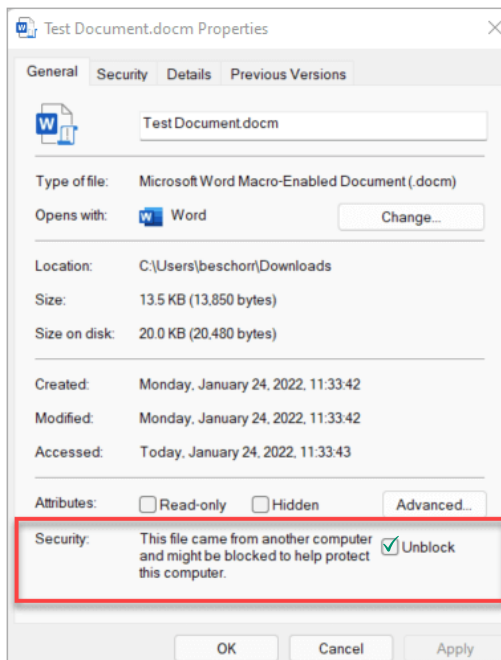 Test Document.docm Properties
General Security Details Previous Versions
Test Document.docm
Type of file: Microsoft Word Macro-Enabled Document (.docm)
Opens with: Word Change...
Location: C:\Users\beschorr\Downloads
Size: 13.5 KB (13,850 bytes)
Size on disk: 20.0 KB (20,480 bytes)
Created: Monday, January 24, 2022, 11:33:42
Modified: Monday, January 24, 2022, 11:33:42
Accessed: Today, January 24, 2022, 11:33:43
Attributes: Read-only Hidden Advanced...
Security: This file came from another computer
and might be blocked to help protect
this computer.
Unblock
OK Cancel Apply